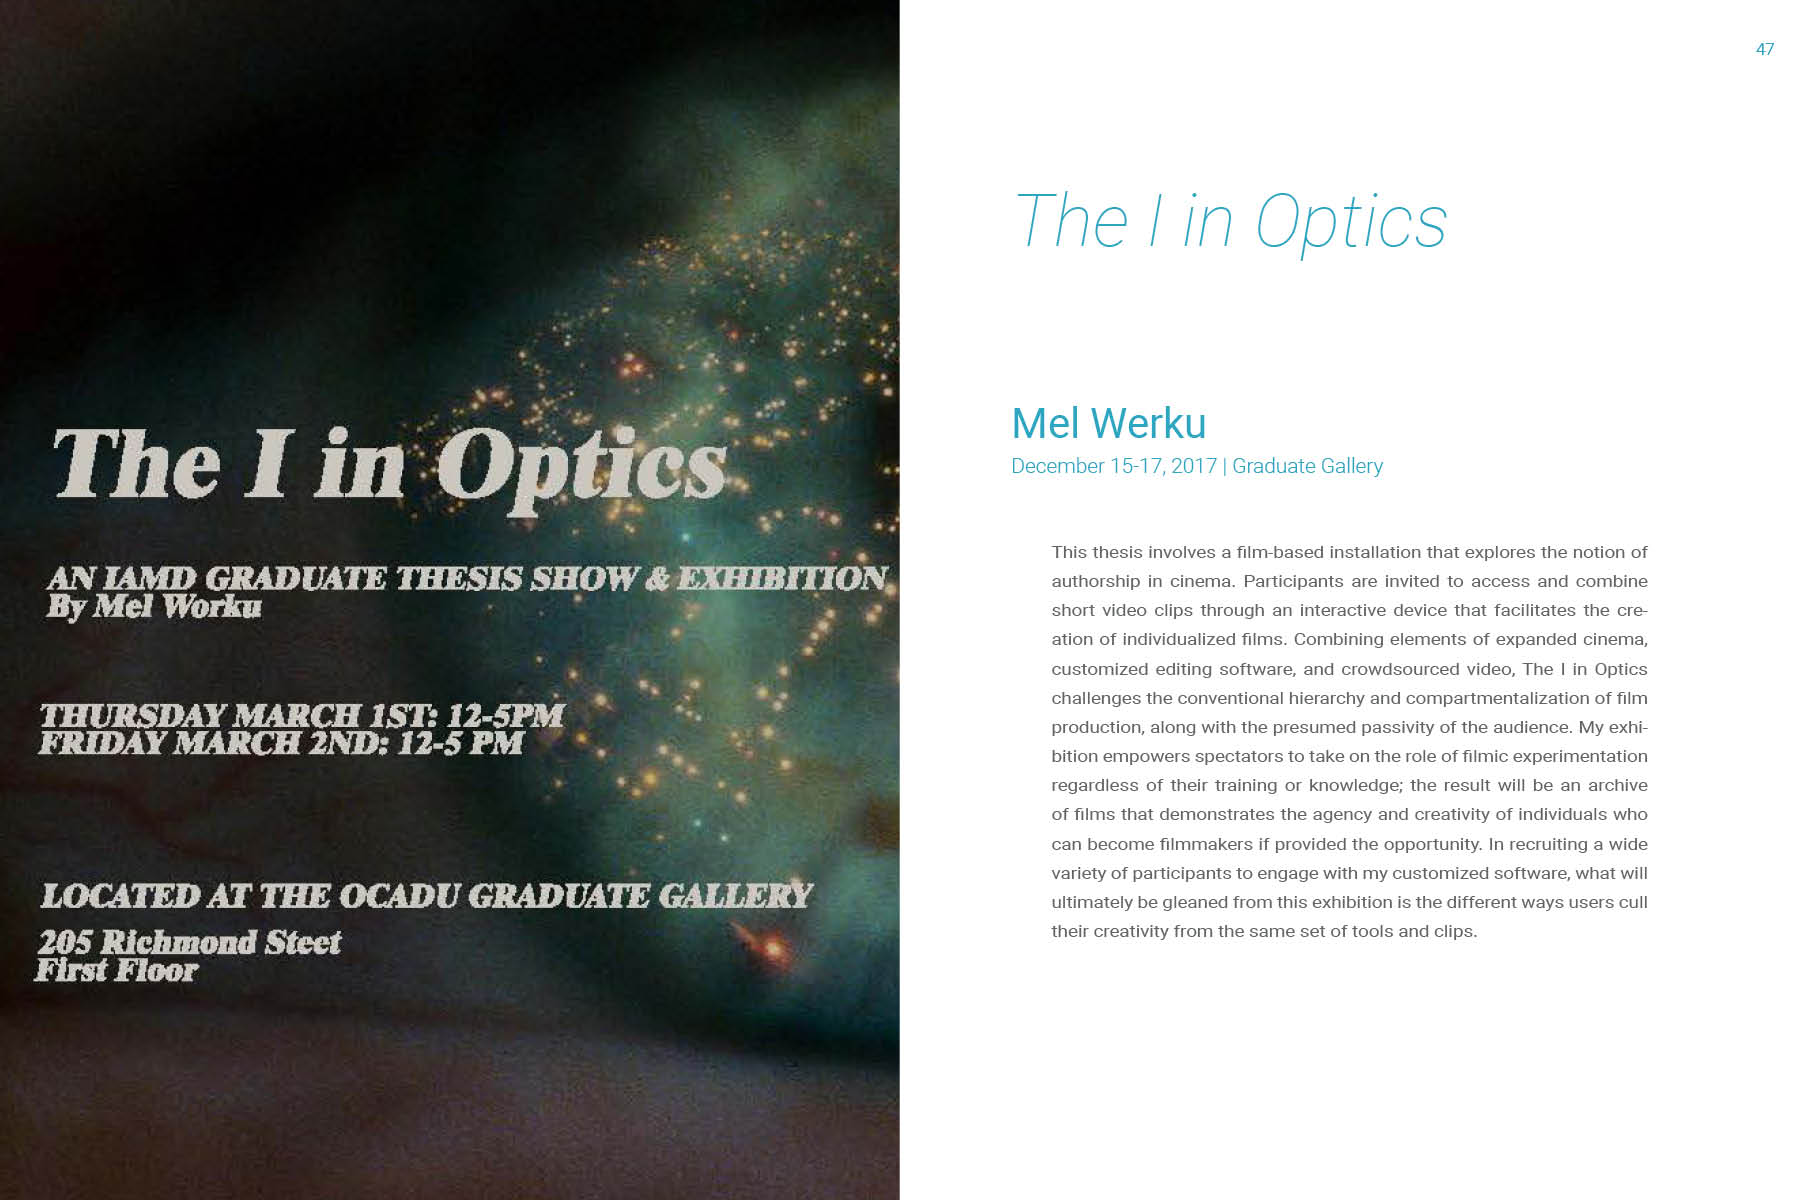 The I in Optics
AN IAMD GRADUATE THESIS SHOW & EXHIBITION
By Mel Worku
THURSDAY MARCH 1ST: 12-5PM
FRIDAY MARCH 2ND: 12-5 PM
LOCATED AT THE OCADU GRADUATE GALLERY
205 Richmond Steet
First Floor
47
The I in Optics
Mel Werku
December 15-17, 2017 | Graduate Gallery
This thesis involves a film-based installation that explores the notion of
authorship in cinema. Participants are invited to access and combine
short video clips through an interactive device that facilitates the cre-
ation of individualized films. Combining elements of expanded cinema,
customized editing software, and crowdsourced video, The I in Optics
challenges the conventional hierarchy and compartmentalization of film
production, along with the presumed passivity of the audience. My exhi-
bition empowers spectators to take on the role of filmic experimentation
regardless of their training or knowledge; the result will be an archive
of films that demonstrates the agency and creativity of individuals who
can become filmmakers if provided the opportunity. In recruiting a wide
variety of participants to engage with my customized software, what will
ultimately be gleaned from this exhibition is the different ways users cull
their creativity from the same set of tools and clips.